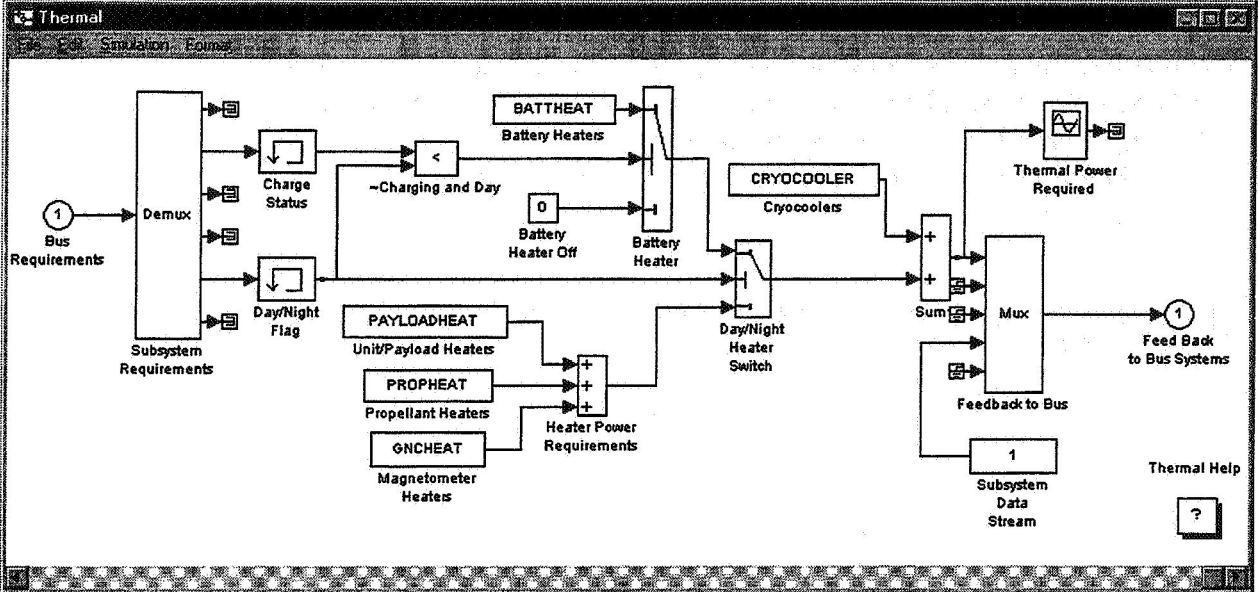 Thermal
File Edit Simulation Format
1
Bus
Requirements
Demux
Subsystem
Requirements
Charge
Status
Day/Night
Flag
<
~Charging and Day
BATTHEAT
Battery Heaters
0
Battery
Heater Off
Battery
Heater
PAYLOADHEAT
Unit/Payload Heaters
PROPHEAT
Propellant Heaters
GNCHEAT
Magnetometer
Heaters
+
+
+
Heater Power
Requirements
Day/Night
Heater
Switch
CRYOCOOLER
Cryocoolers
+
+
Sum1
Thermal Power
Required
Mux
Feedback to Bus
1
Subsystem
Data
Stream
1
Feed Back
to Bus Systems
Thermal Help
?